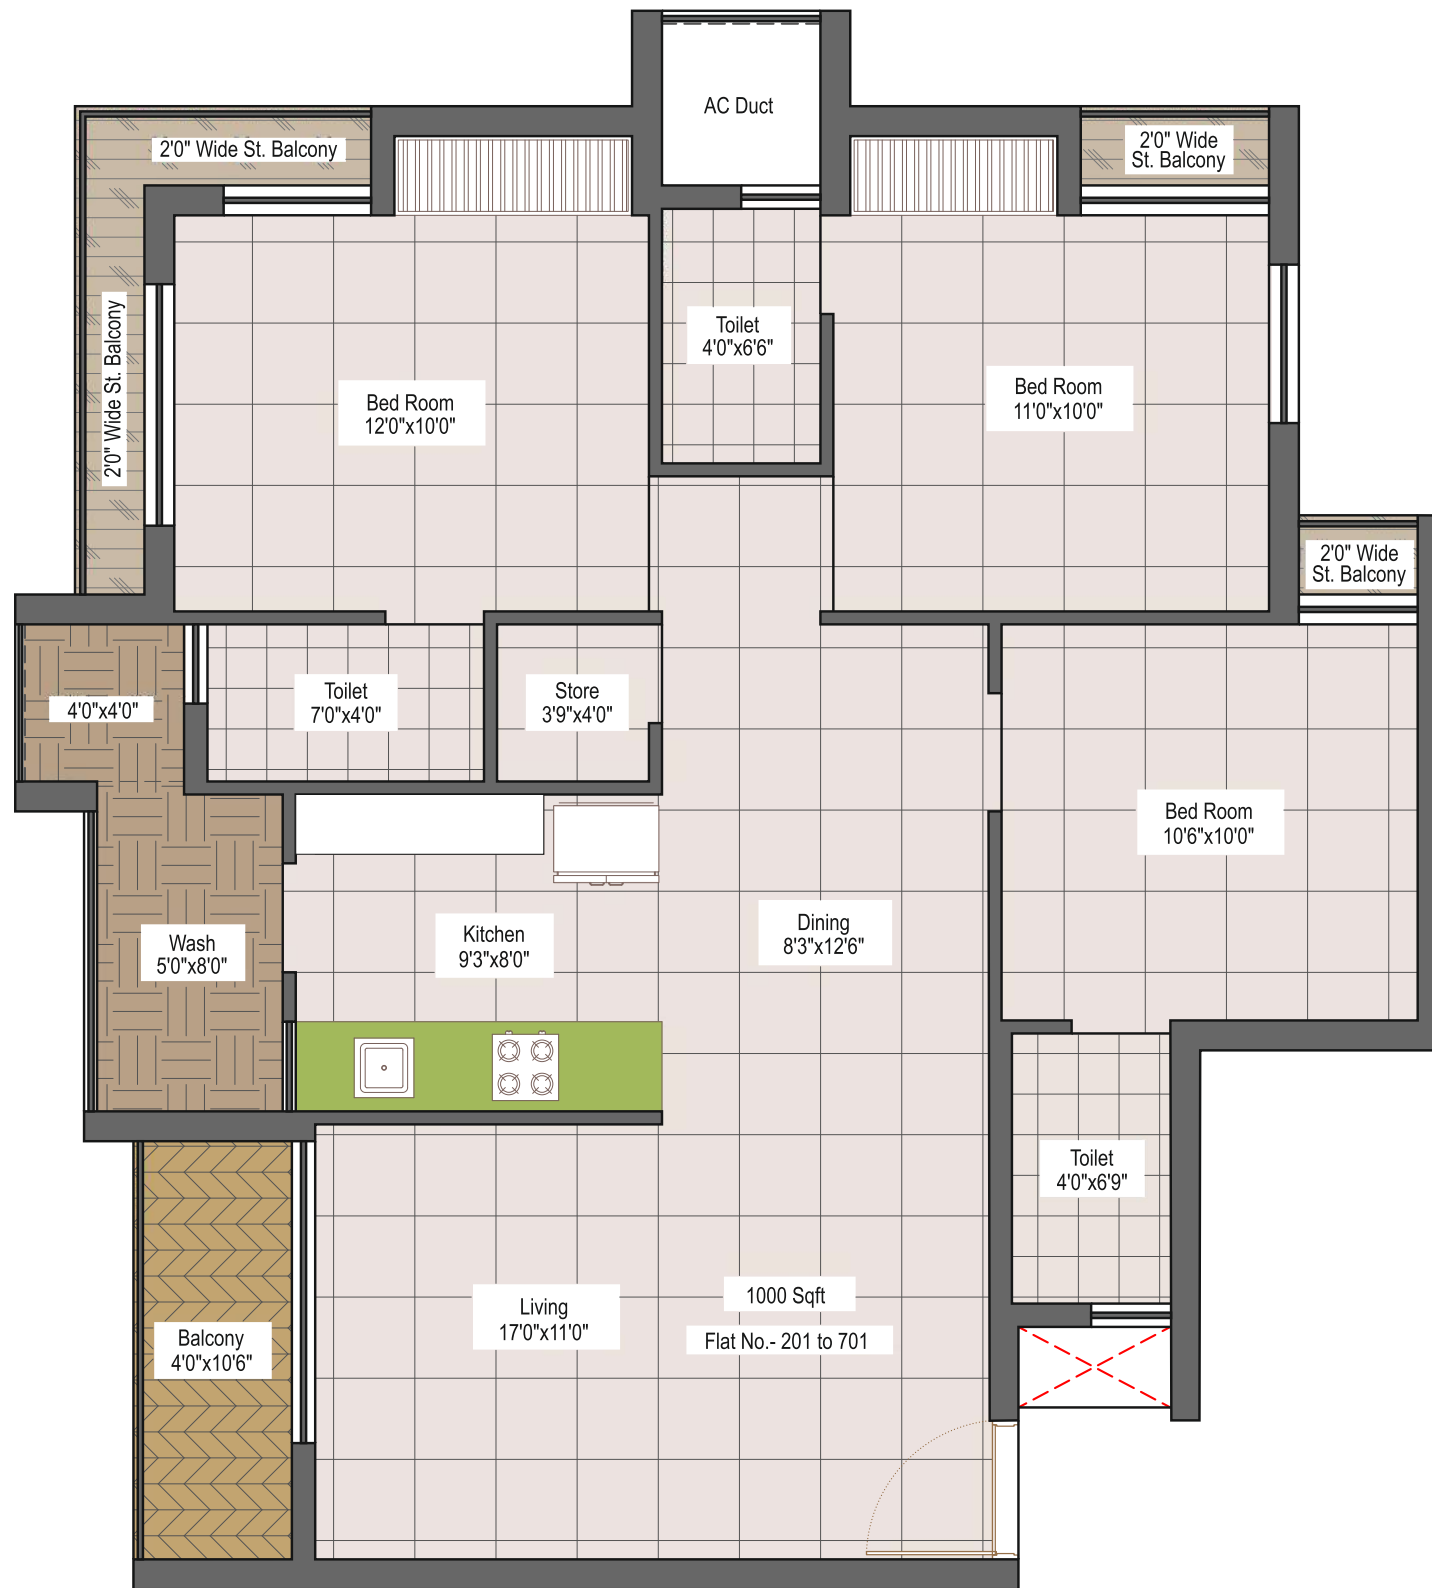 AC Duct
2'0" Wide St. Balcony
2'0" Wide
St. Balcony
2'0" Wide St. Balcony
Toilet
4'0"x6'6"
Bed Room
12'0"x10'0"
Bed Room
11'0"x10'0"
2'0" Wide
St. Balcony
4'0"x4'0"
Toilet
7'0"x4'0"
Store
3'9"x4'0"
Bed Room
10'6"x10'0"
Wash
5'0"x8'0"
Kitchen
9'3"x8'0"
Dining
8'3"x12'6"
Toilet
4'0"x6'9"
Living
17'0"x11'0"
1000 Sqft
Flat No.- 201 to 701
Balcony
4'0"x10'6"